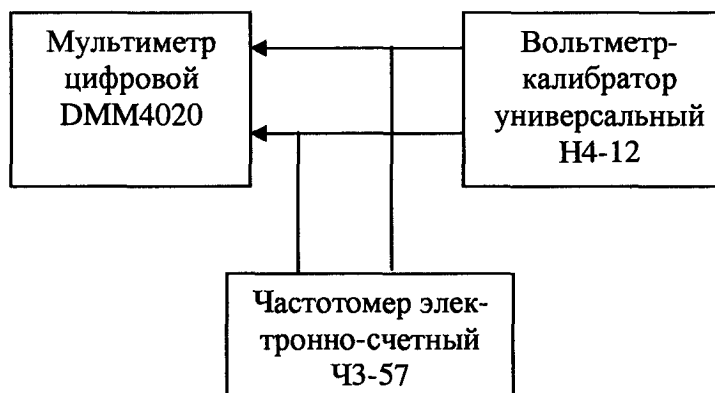 Мультиметр
цифровой
DMM4020
Вольтметр-
калибратор
универсальный
Н4-12
Частотомер элек-
тронно-счетный
Ч3-57